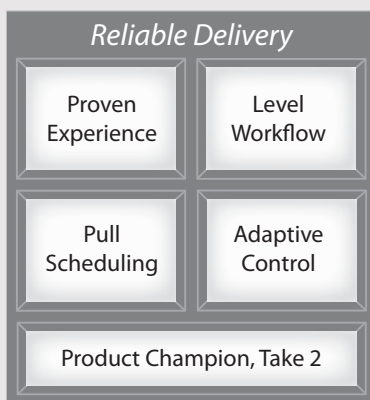 Reliable Delivery
Proven
Experience
Level
Workflow
Pull
Scheduling
Adaptive
Control
Product Champion, Take 2